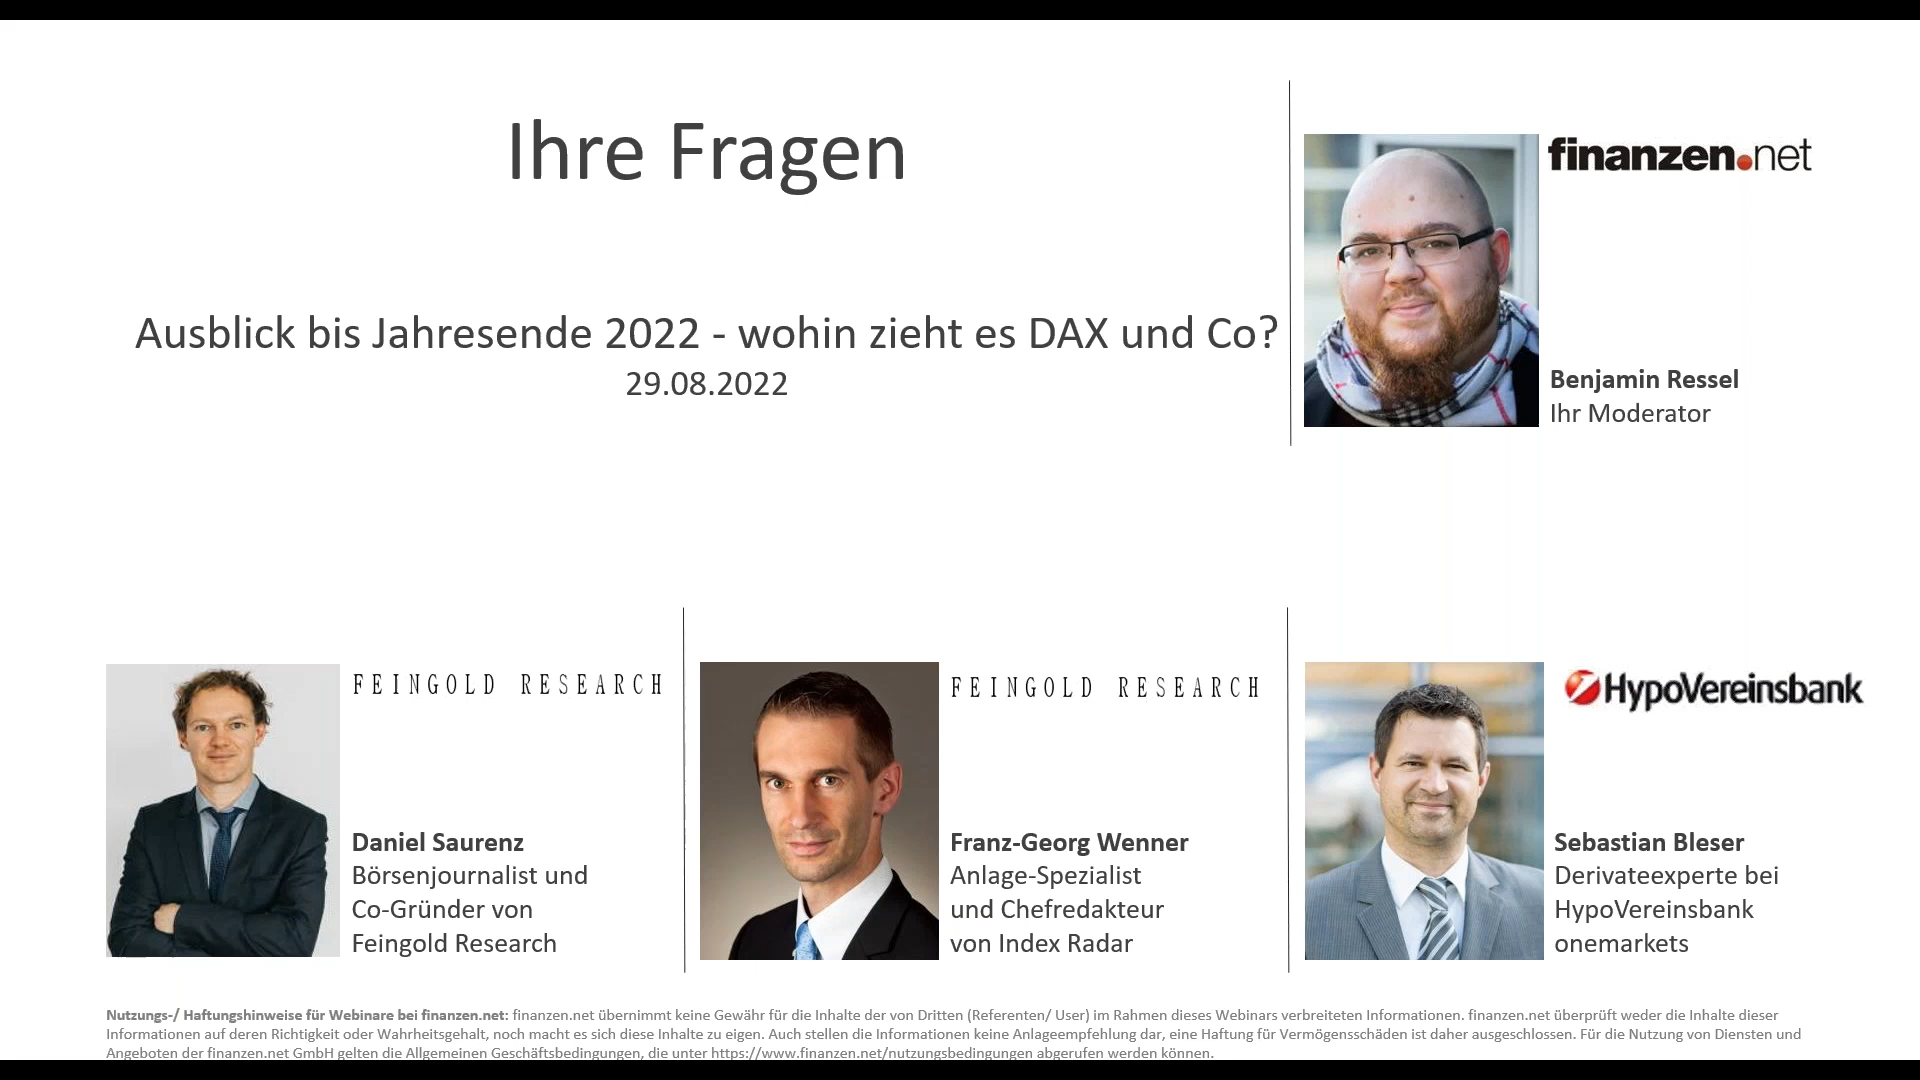 Ihre Fragen
Ausblick bis Jahresende 2022 - wohin zieht es DAX und Co?
29.08.2022
finanzen.net
Benjamin Ressel
Ihr Moderator
FEINGOLD RESEARCH
Daniel Saurenz
Börsenjournalist und
Co-Gründer von
Feingold Research
FEINGOLD RESEARCH
Franz-Georg Wenner
Anlage-Spezialist
und Chefredakteur
von Index Radar
HypoVereinsbank
Sebastian Bleser
Derivateexperte bei
HypoVereinsbank
onemarkets
Nutzungs-/ Haftungshinweise für Webinare bei finanzen.net: finanzen.net übernimmt keine Gewähr für die Inhalte der von Dritten (Referenten/ User) im Rahmen dieses Webinars verbreiteten Informationen. finanzen.net überprüft weder die Inhalte dieser
Informationen auf deren Richtigkeit oder Wahrheitsgehalt, noch macht es sich diese Inhalte zu eigen. Auch stellen die Informationen keine Anlageempfehlung dar, eine Haftung für Vermögensschäden ist daher ausgeschlossen. Für die Nutzung von Diensten und
Angeboten der finanzen.net GmbH gelten die Allgemeinen Geschäftsbedingungen, die unter https://www.finanzen.net/nutzungsbedingungen abgerufen werden können.